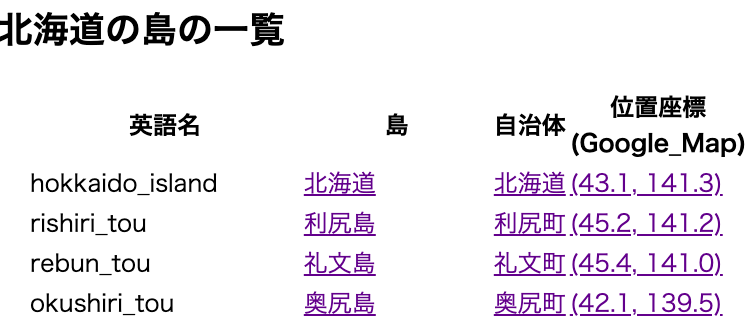 北海道の島の一覧
英語名 島 自治体 位置座標
(Google_Map)
hokkaido_island 北海道 北海道 (43.1, 141.3)
rishiri_tou 利尻島 利尻町 (45.2, 141.2)
rebun_tou 礼文島 礼文町 (45.4, 141.0)
okushiri_tou 奥尻島 奥尻町 (42.1, 139.5)